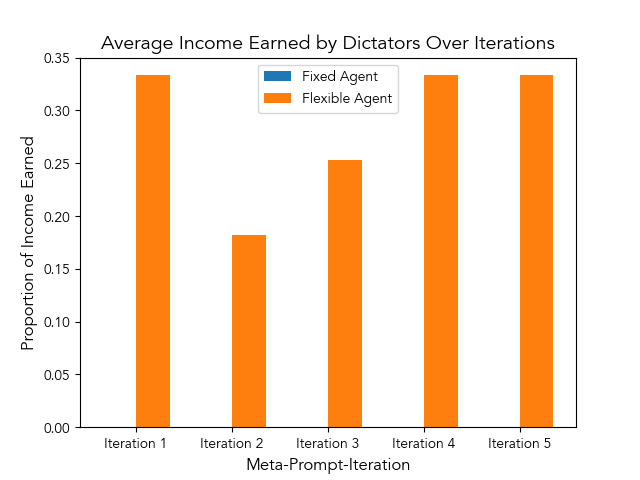 Average Income Earned by Dictators Over Iterations
Fixed Agent
Flexible Agent
Proportion of Income Earned
0.35
0.30
0.25
0.20
0.15
0.10
0.05
0.00
Iteration 1
Iteration 2
Iteration 3
Iteration 4
Iteration 5
Meta-Prompt-Iteration